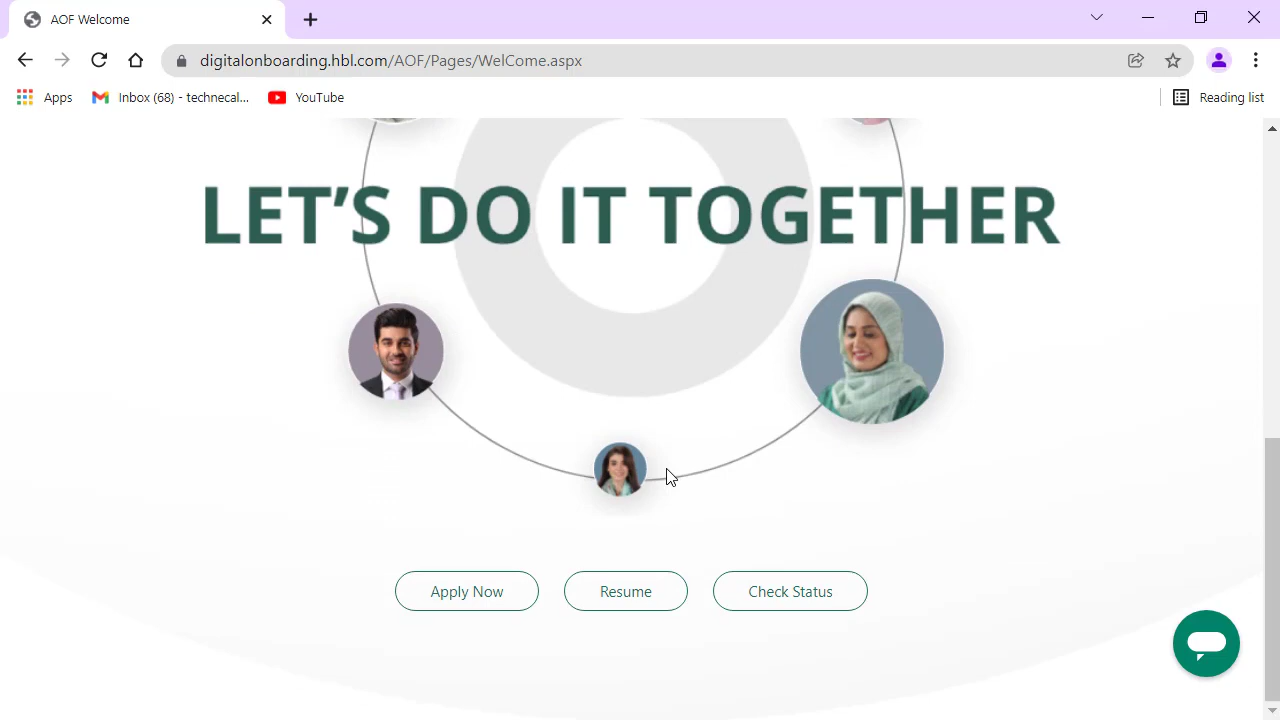 AOF Welcome
digitalonboarding.hbl.com/AOF/Pages/WelCome.aspx
Apps
Inbox (68) - technecal...
YouTube
Reading list
LET’S DO IT TOGETHER
Apply Now
Resume
Check Status